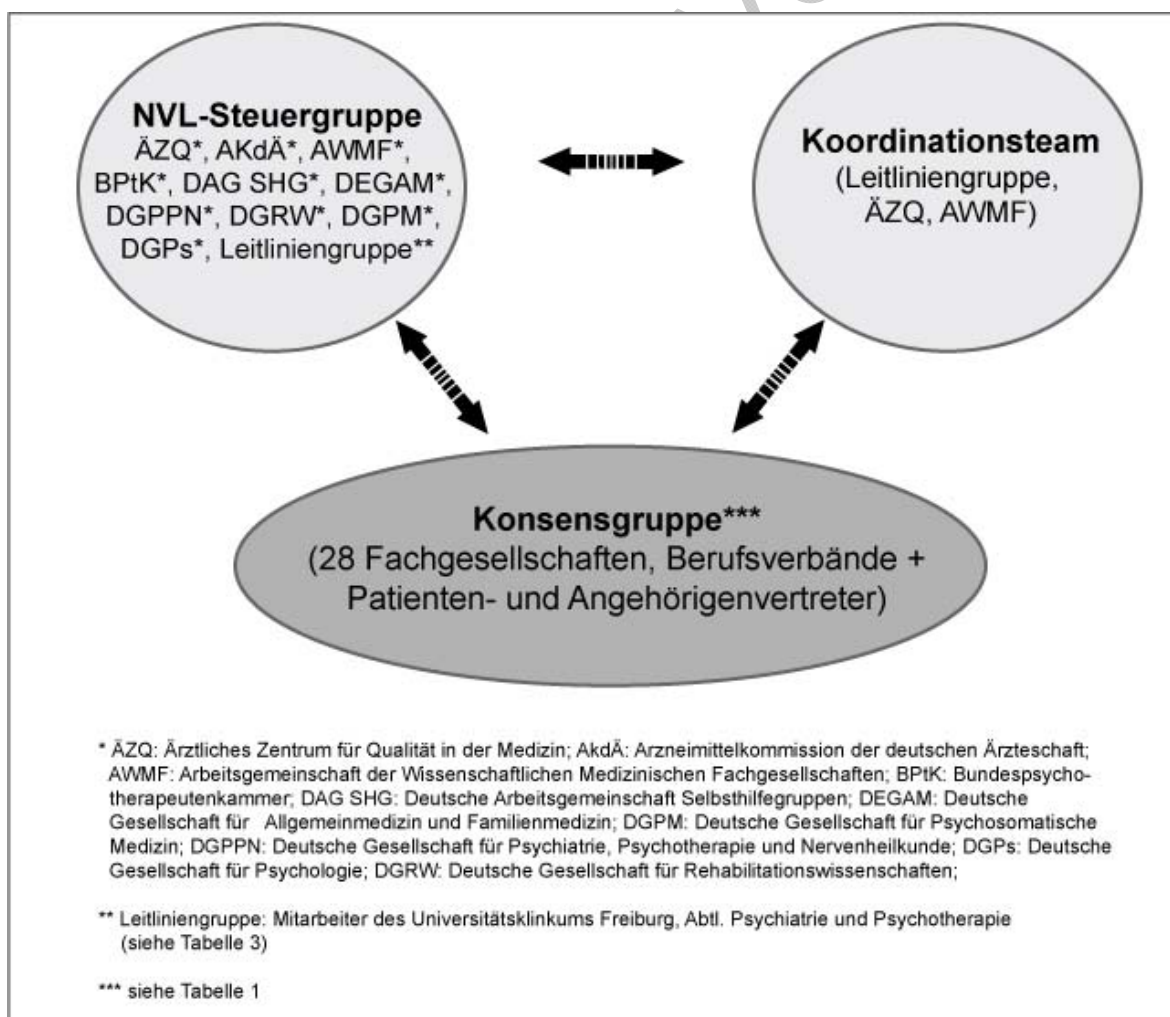 NVL-Steuergruppe
ÄZQ*, AKdÄ*, AWMF*,
BPtK*, DAG SHG*, DEGAM*,
DGPPN*, DGRW*, DGPM*,
DGPs*, Leitliniengruppe**
Koordinationsteam
(Leitliniengruppe,
ÄZQ, AWMF)
Konsensgruppe***
(28 Fachgesellschaften, Berufsverbände +
Patienten- und Angehörigenvertreter)
* ÄZQ: Ärztliches Zentrum für Qualität in der Medizin; AkdÄ: Arzneimittelkommission der deutschen Ärzteschaft;
AWMF: Arbeitsgemeinschaft der Wissenschaftlichen Medizinischen Fachgesellschaften; BPtK: Bundespsycho-
therapeutenkammer; DAG SHG: Deutsche Arbeitsgemeinschaft Selbsthilfegruppen; DEGAM: Deutsche
Gesellschaft für Allgemeinmedizin und Familienmedizin; DGPM: Deutsche Gesellschaft für Psychosomatische
Medizin; DGPPN: Deutsche Gesellschaft für Psychiatrie, Psychotherapie und Nervenheilkunde; DGPs: Deutsche
Gesellschaft für Psychologie; DGRW: Deutsche Gesellschaft für Rehabilitationswissenschaften;
** Leitliniengruppe: Mitarbeiter des Universitätsklinkums Freiburg, Abtl. Psychiatrie und Psychotherapie
(siehe Tabelle 3)
*** siehe Tabelle 1